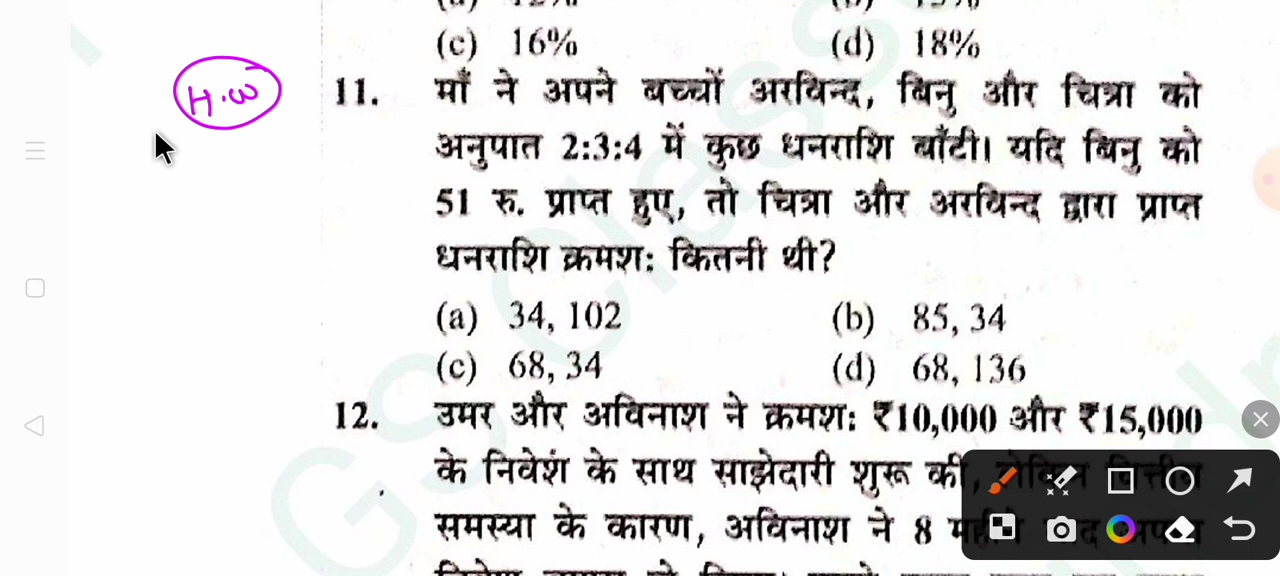 (c) 16% (d) 18%
H.W
11. माँ ने अपने बच्चों अरविन्द, बिनु और चित्रा को
अनुपात 2:3:4 में कुछ धनराशि बाँटी। यदि बिनु को
51 रु. प्राप्त हुए, तो चित्रा और अरविन्द द्वारा प्राप्त
धनराशि क्रमश: कितनी थी?
(a) 34, 102 (b) 85, 34
(c) 68, 34 (d) 68, 136
12. उमर और अविनाश ने क्रमश: ₹10,000 और ₹15,000
के निवेश के साथ साझेदारी शुरू की,
समस्या के कारण, अविनाश ने 8